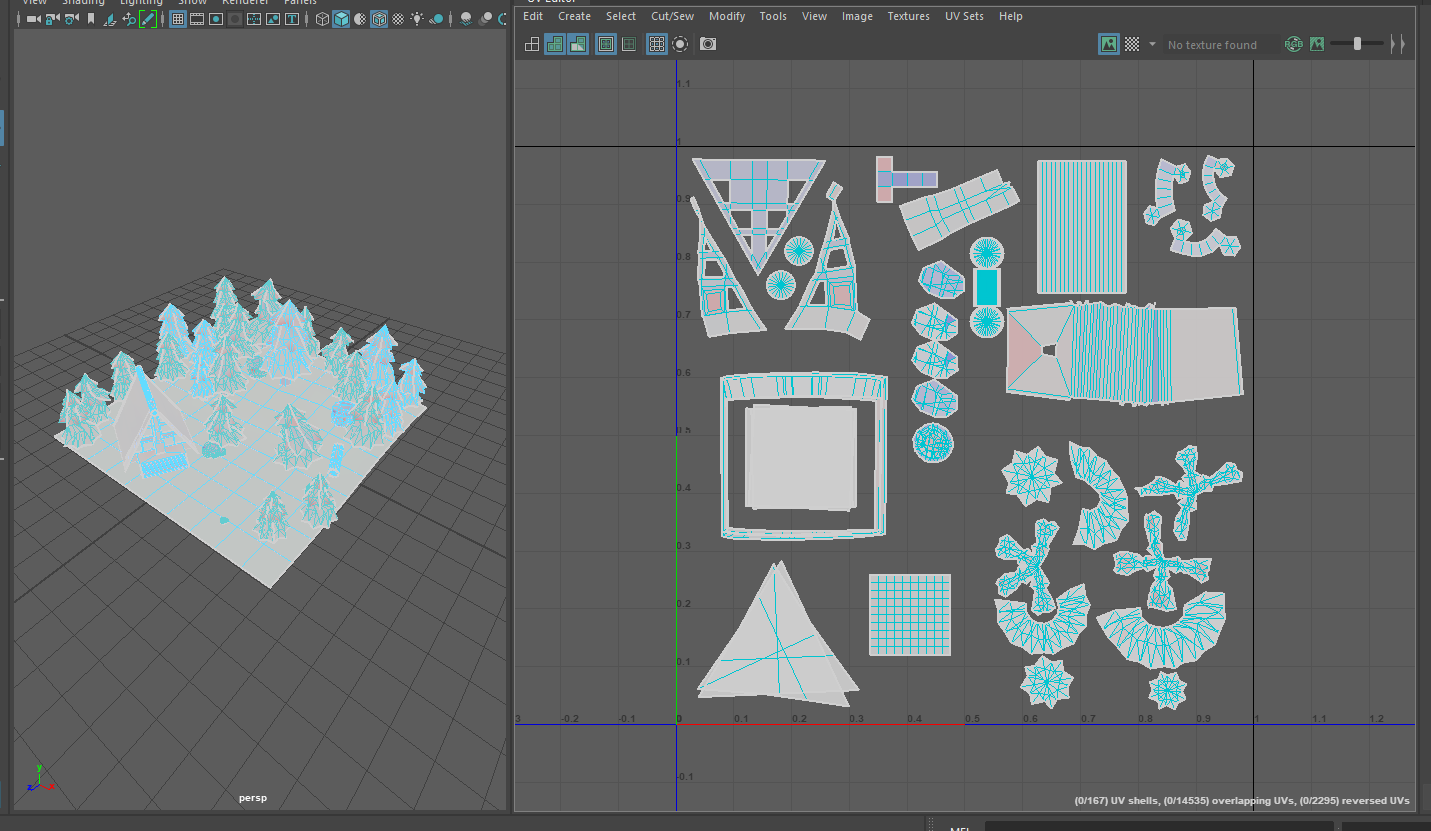 View Shading Lighting Show Renderer Panels
UV Editor
Edit Create Select Cut/Sew Modify Tools View Image Textures UV Sets Help
No texture found
RGB
1.1
1
0.9
0.8
0.7
0.6
0.5
0.4
0.3
0.2
0.1
3 -0.2 -0.1 0 0.1 0.2 0.3 0.4 0.5 0.6 0.7 0.8 0.9 1 1.1 1.2
-0.1
y
z x
persp
(0/167) UV shells, (0/14535) overlapping UVs, (0/2295) reversed UVs
MEL